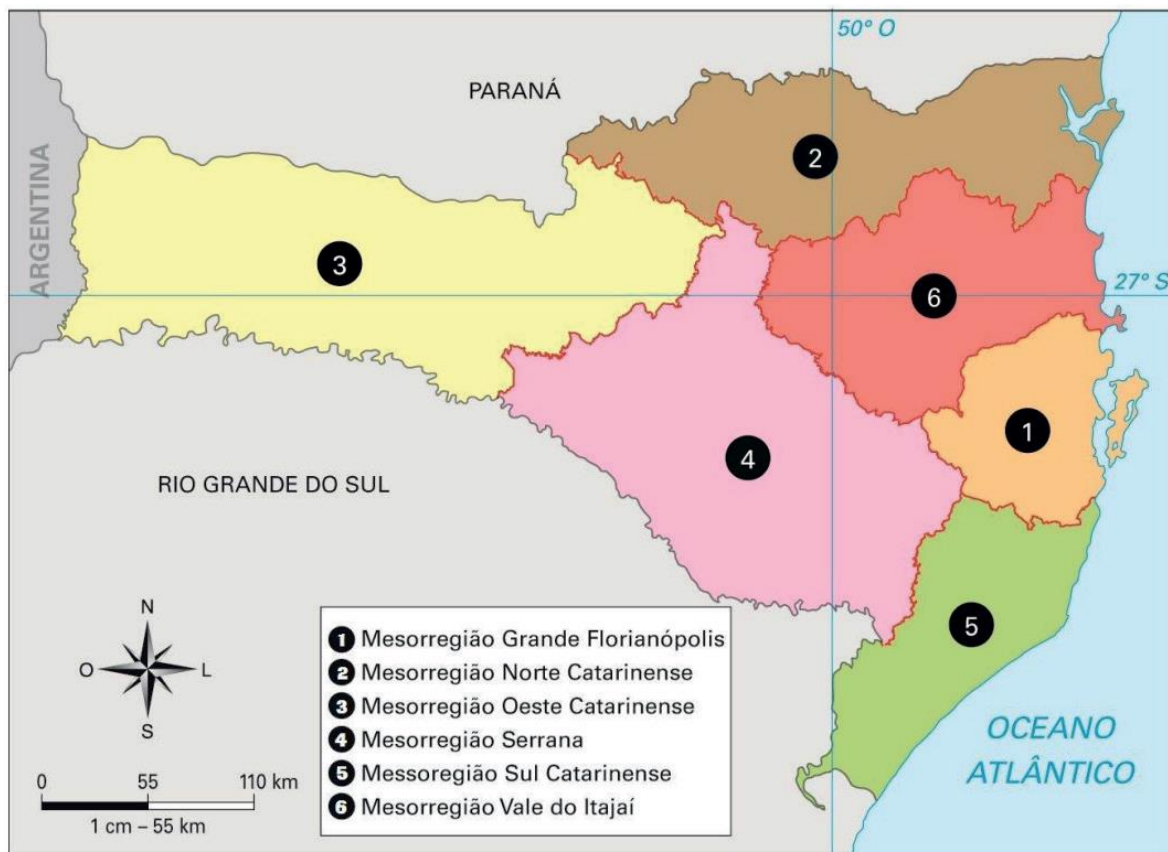 50° O
PARANÁ
2
ARGENTINA
3
27° S
6
1
4
RIO GRANDE DO SUL
5
N
O
L
S
1 Mesorregião Grande Florianópolis
2 Mesorregião Norte Catarinense
3 Mesorregião Oeste Catarinense
4 Mesorregião Serrana
5 Messoregião Sul Catarinense
6 Mesorregião Vale do Itajaí
OCEANO
ATLÂNTICO
0 55 110 km
1 cm – 55 km